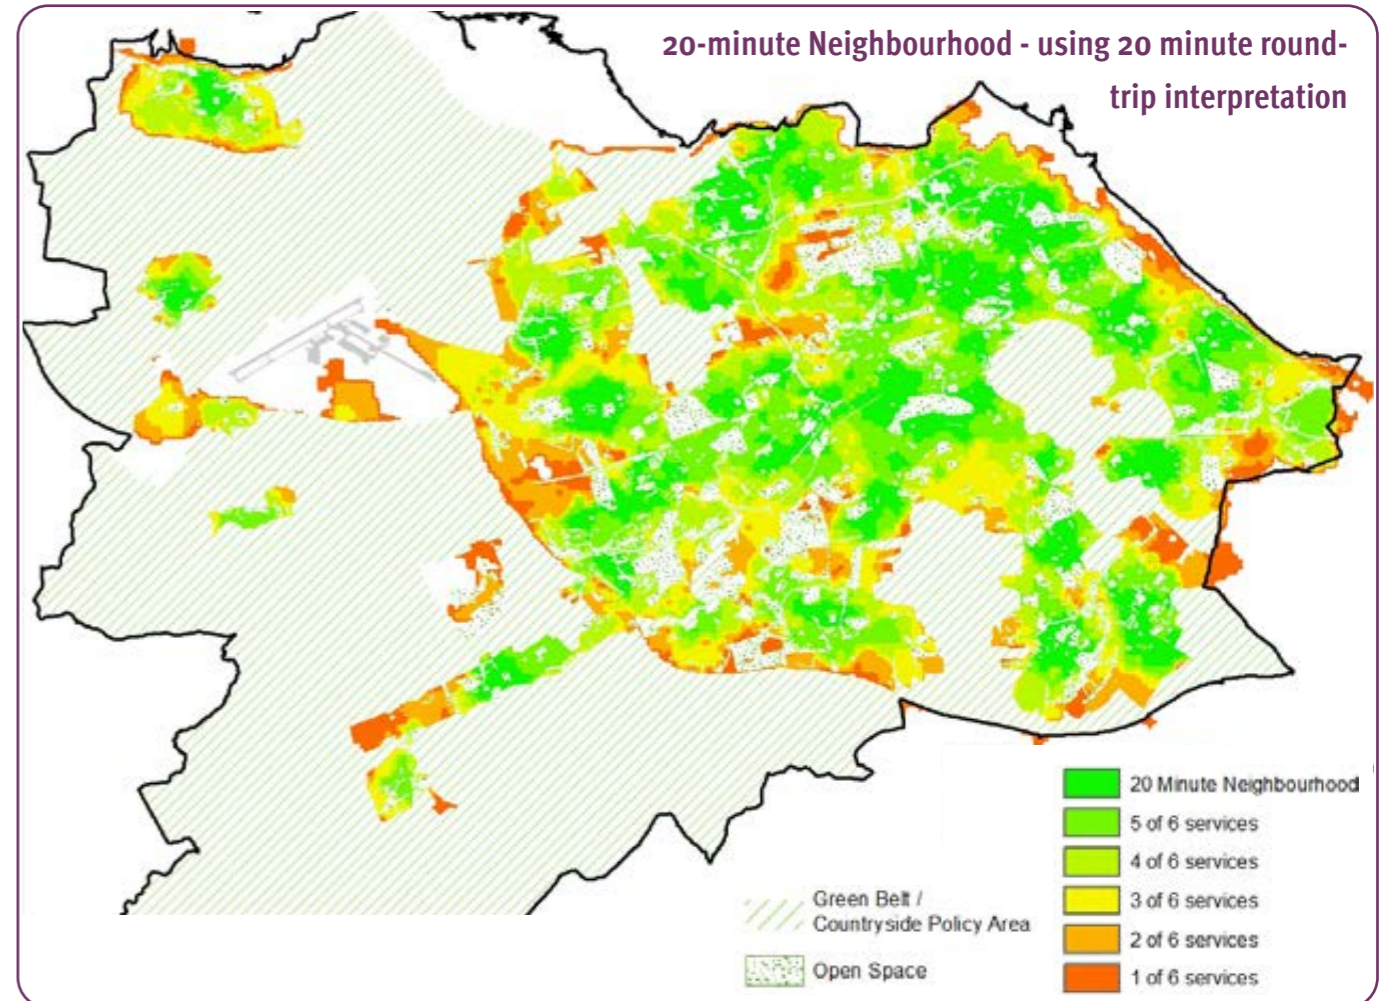 20-minute Neighbourhood - using 20 minute round-
trip interpretation
20 Minute Neighbourhood
5 of 6 services
4 of 6 services
3 of 6 services
2 of 6 services
1 of 6 services
Green Belt /
Countryside Policy Area
Open Space